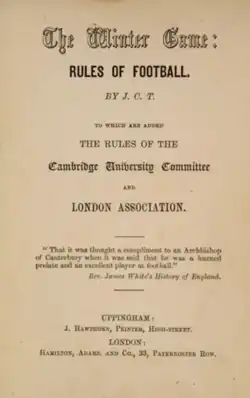 The Winter Game:
RULES OF FOOTBALL.
BY J. C. T.
TO WHICH ARE ADDED
THE RULES OF THE
Cambridge University Committee
AND
LONDON ASSOCIATION.
"That it was thought a compliment to an Archbishop
of Canterbury when it was said that he was a learned
prelate and an excellent player at football."
Rev. James White's History of England.
UPPINGHAM:
J. HAWTHORN, PRINTER, HIGH-STREET.
LONDON:
HAMILTON, ADAMS, AND CO., 33, PATERNOSTER ROW.